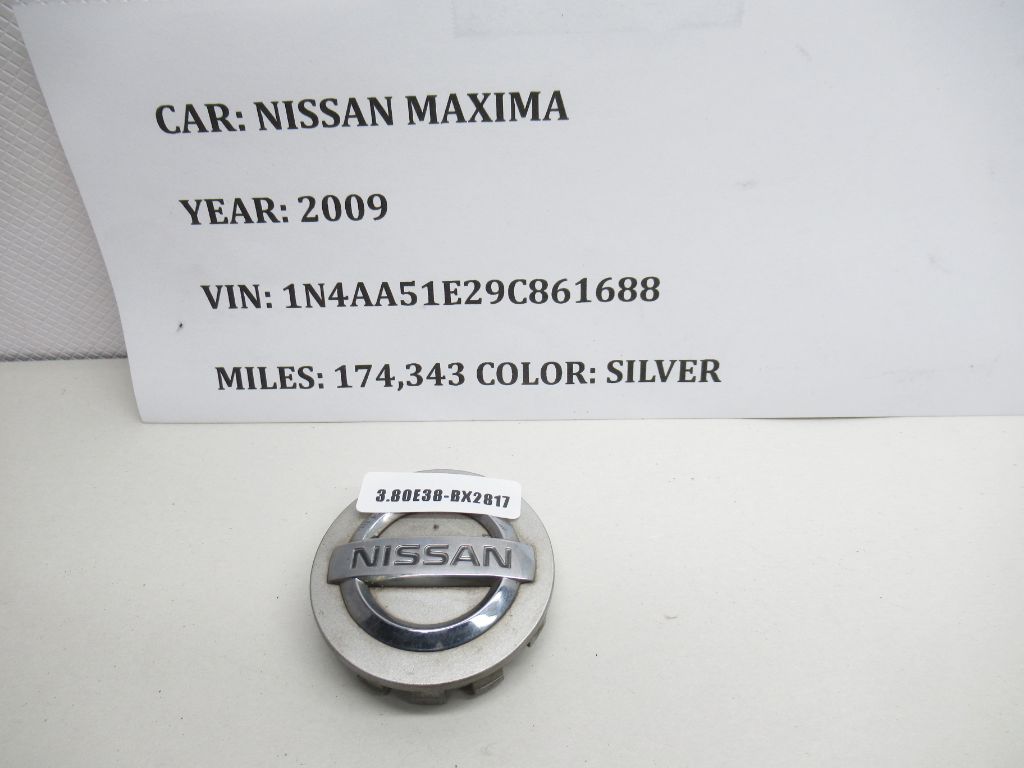 CAR: NISSAN MAXIMA
YEAR: 2009
VIN: 1N4AA51E29C861688
MILES: 174,343 COLOR: SILVER
3.80E38-BX2817
NISSAN